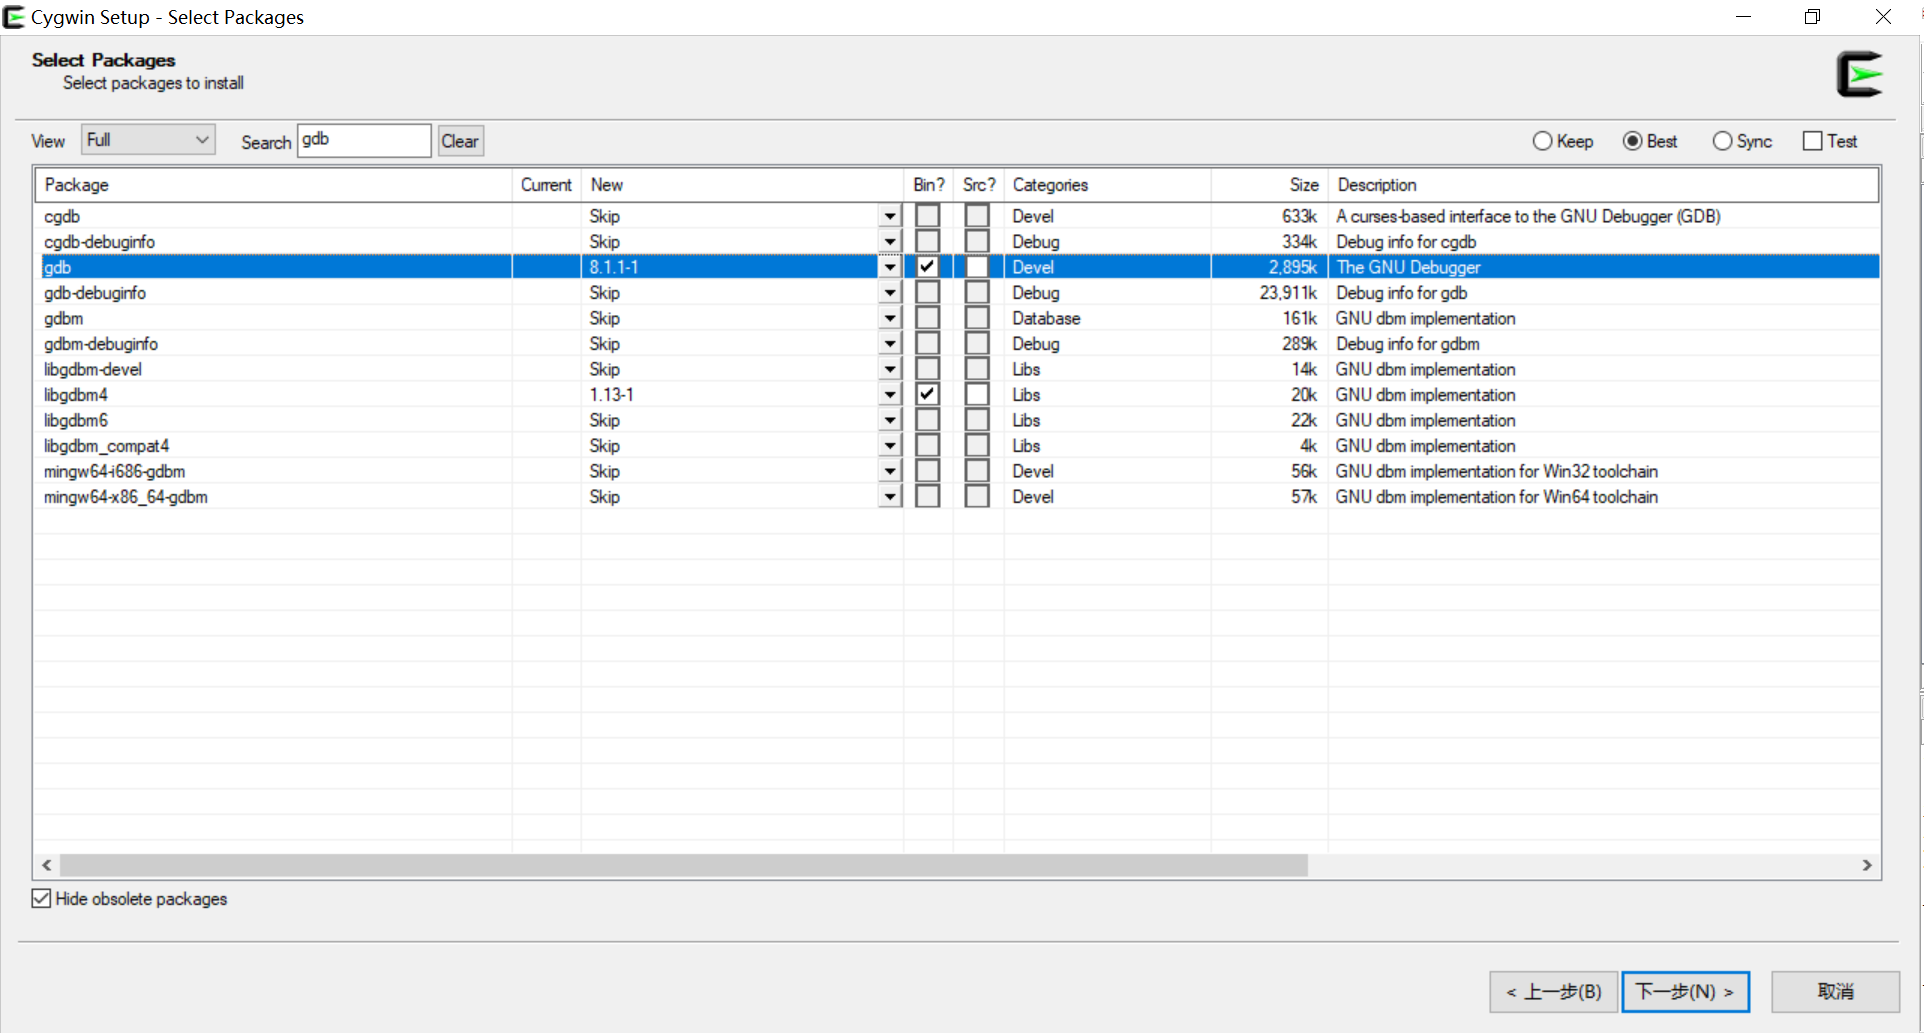 Cygwin Setup - Select Packages
Select Packages
Select packages to install
View Full Search gdb Clear Keep Best Sync Test
Package Current New Bin? Src? Categories Size Description
cgdb Skip Devel 633k A curses-based interface to the GNU Debugger (GDB)
cgdb-debuginfo Skip Debug 334k Debug info for cgdb
gdb 8.1.1-1 Devel 2,895k The GNU Debugger
gdb-debuginfo Skip Debug 23,911k Debug info for gdb
gdbm Skip Database 161k GNU dbm implementation
gdbm-debuginfo Skip Debug 289k Debug info for gdbm
libgdbm-devel Skip Libs 14k GNU dbm implementation
libgdbm4 1.13-1 Libs 20k GNU dbm implementation
libgdbm6 Skip Libs 22k GNU dbm implementation
libgdbm_compat4 Skip Libs 4k GNU dbm implementation
mingw64-i686-gdbm Skip Devel 56k GNU dbm implementation for Win32 toolchain
mingw64-x86_64-gdbm Skip Devel 57k GNU dbm implementation for Win64 toolchain
Hide obsolete packages
< 上一步(B) 下一步(N) > 取消